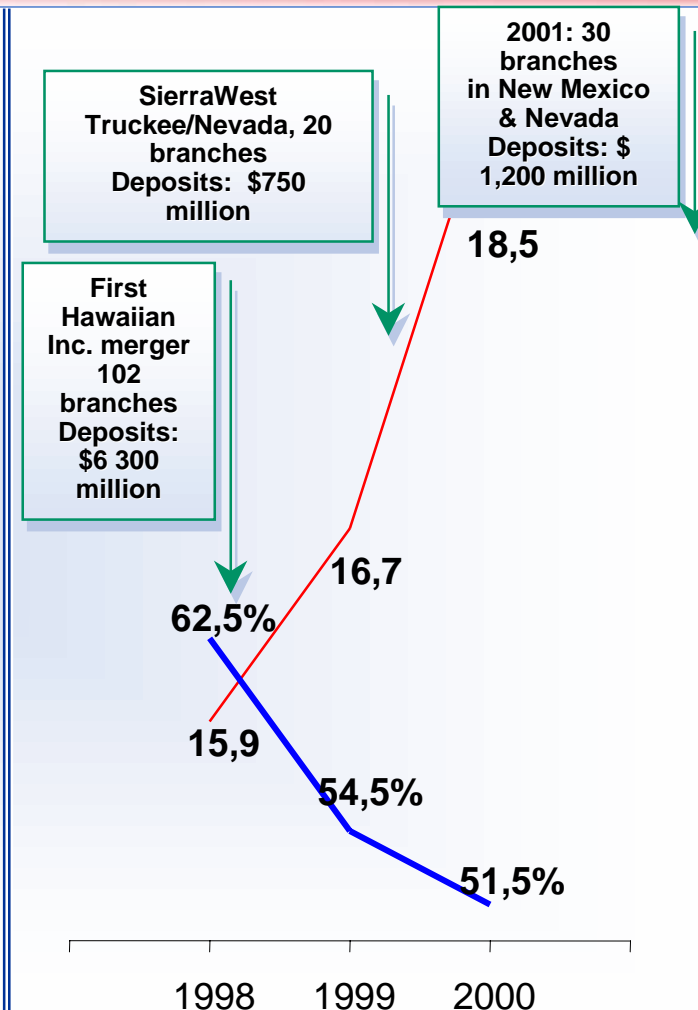 2001: 30
branches
in New Mexico
& Nevada
Deposits: $
1,200 million
SierraWest
Truckee/Nevada, 20
branches
Deposits: $750
million
18,5
First
Hawaiian
Inc. merger
102
branches
Deposits:
$6 300
million
16,7
62,5%
15,9
54,5%
51,5%
1998 1999 2000